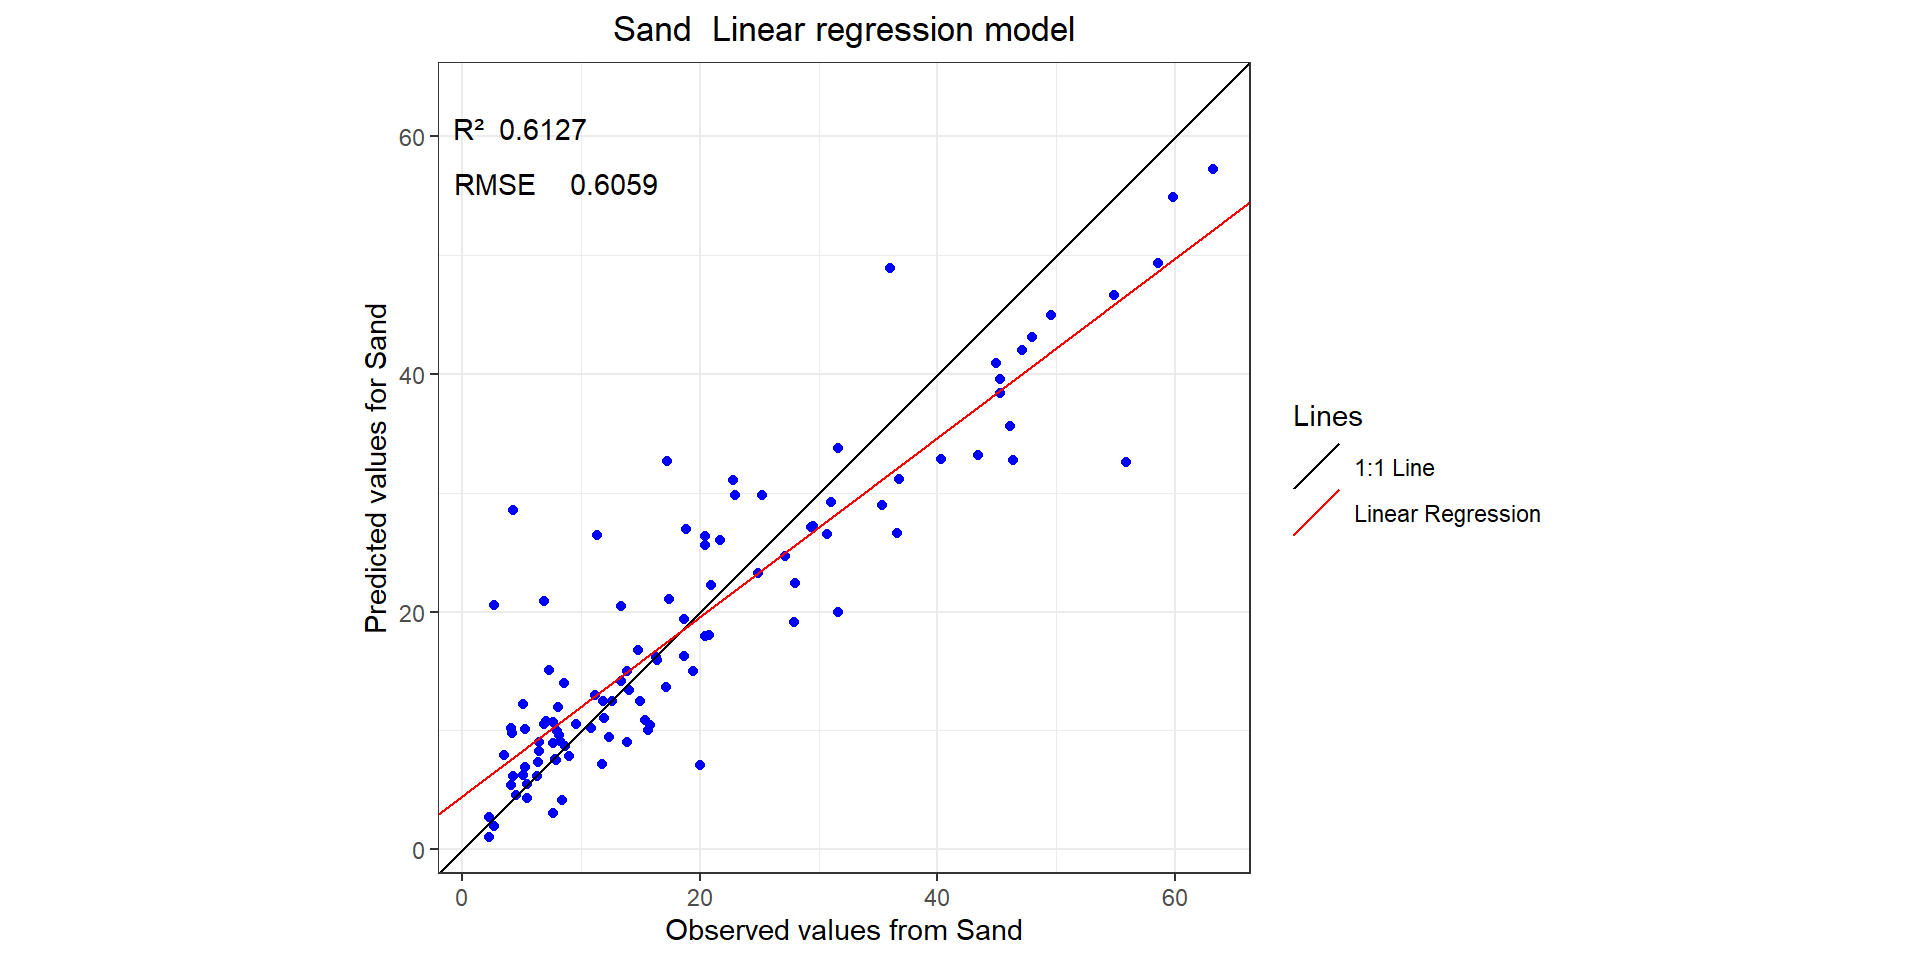 Sand  Linear regression model
R²  0.6127
RMSE    0.6059
Predicted values for Sand
60
40
20
0
0
20
40
60
Observed values from Sand
Lines
1:1 Line
Linear Regression